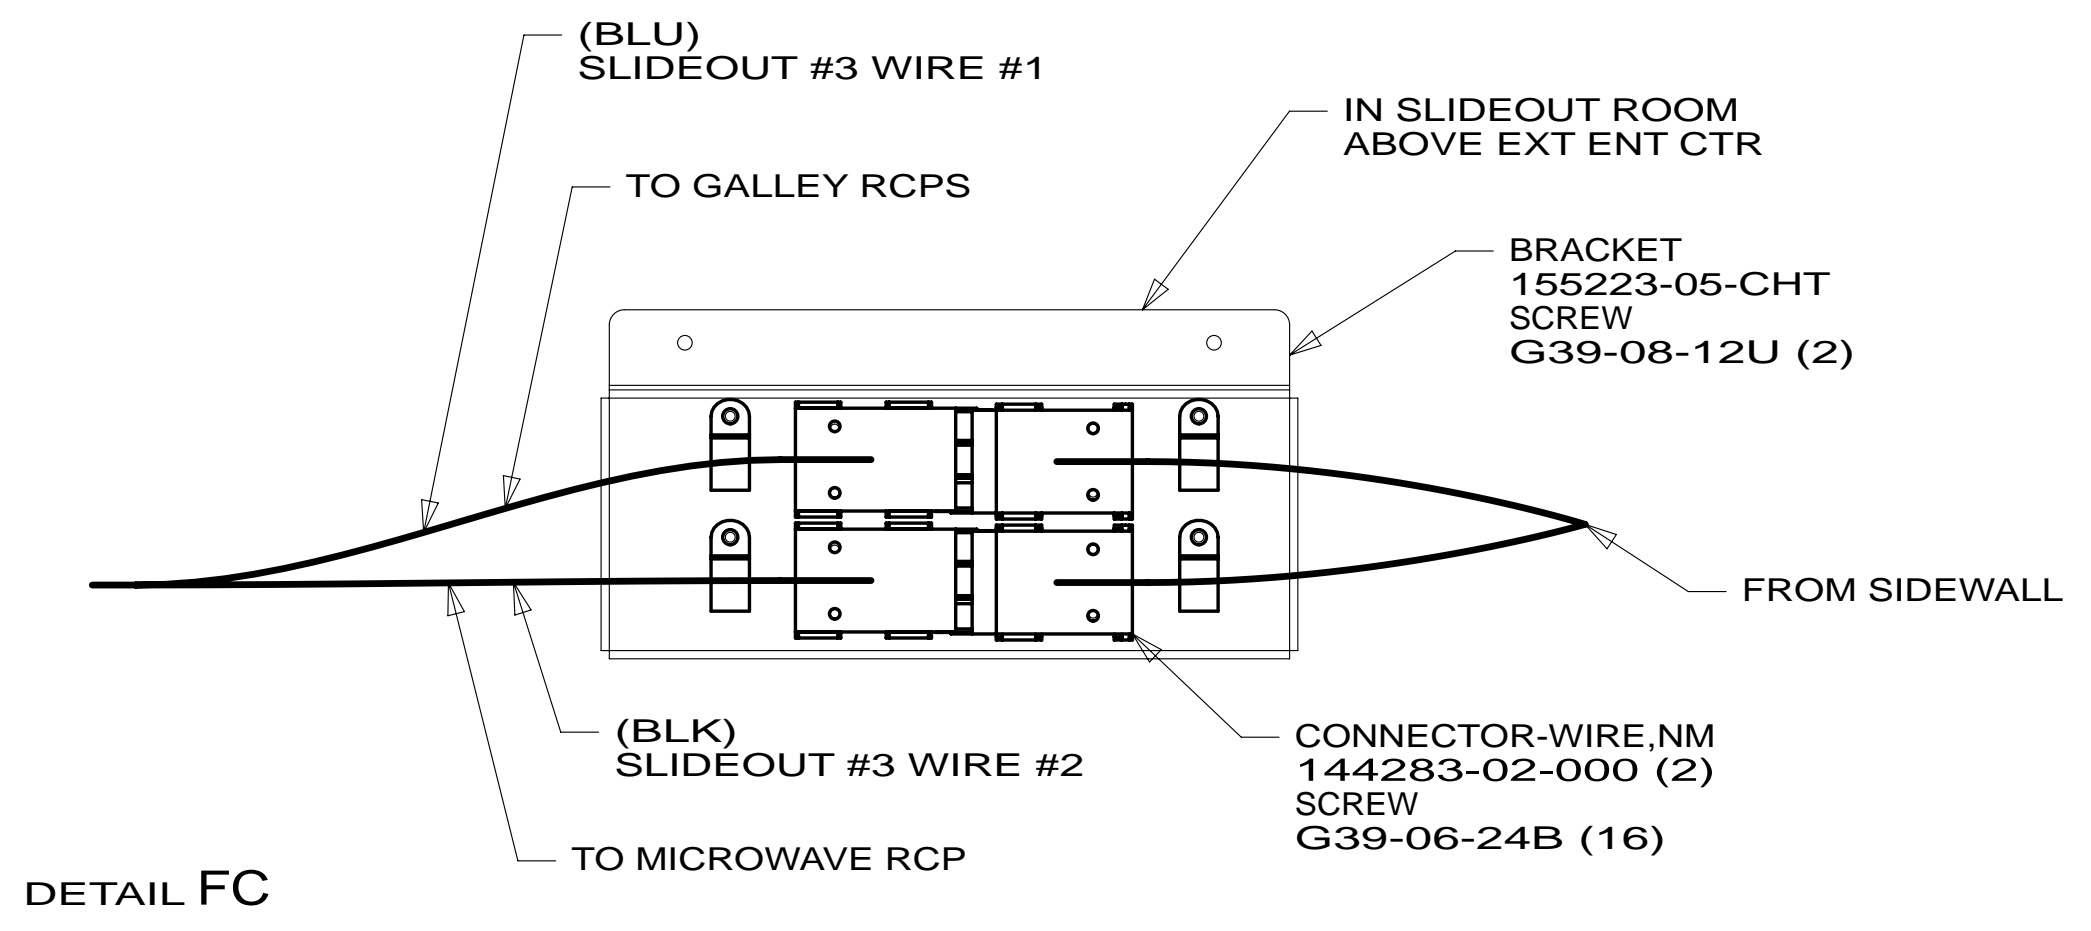 (BLU)
SLIDEOUT #3 WIRE #1
IN SLIDEOUT ROOM
ABOVE EXT ENT CTR
TO GALLEY RCPS
BRACKET
155223-05-CHT
SCREW
G39-08-12U (2)
FROM SIDEWALL
(BLK)
SLIDEOUT #3 WIRE #2
CONNECTOR-WIRE,NM
144283-02-000 (2)
SCREW
G39-06-24B (16)
TO MICROWAVE RCP
DETAIL FC